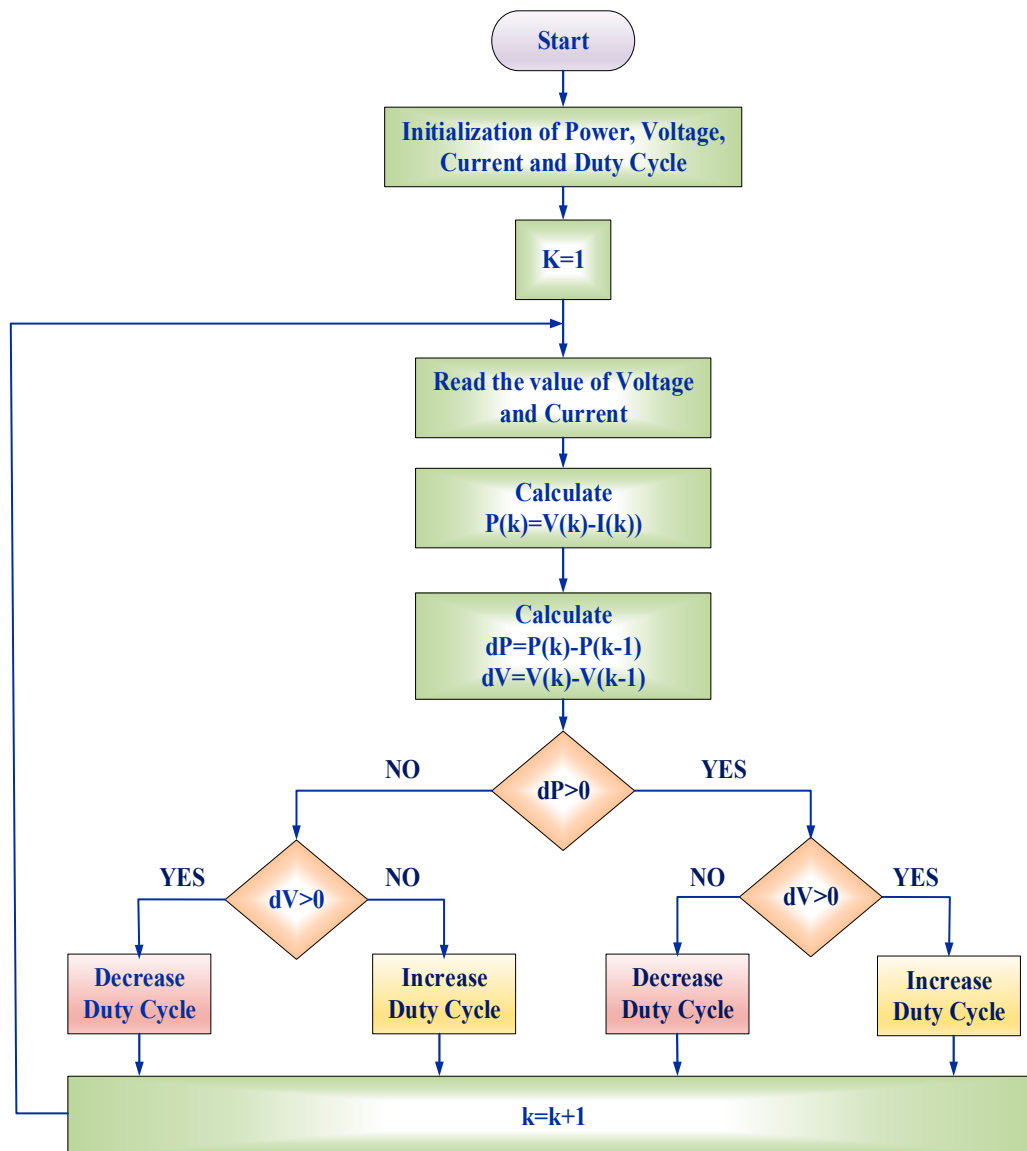 Start
Initialization of Power, Voltage,
Current and Duty Cycle
K=1
Read the value of Voltage
and Current
Calculate
P(k)=V(k)-I(k))
Calculate
dP=P(k)-P(k-1)
dV=V(k)-V(k-1)
NO
dP>0
YES
YES
dV>0
NO
NO
dV>0
YES
Decrease
Duty Cycle
Increase
Duty Cycle
Decrease
Duty Cycle
Increase
Duty Cycle
k=k+1